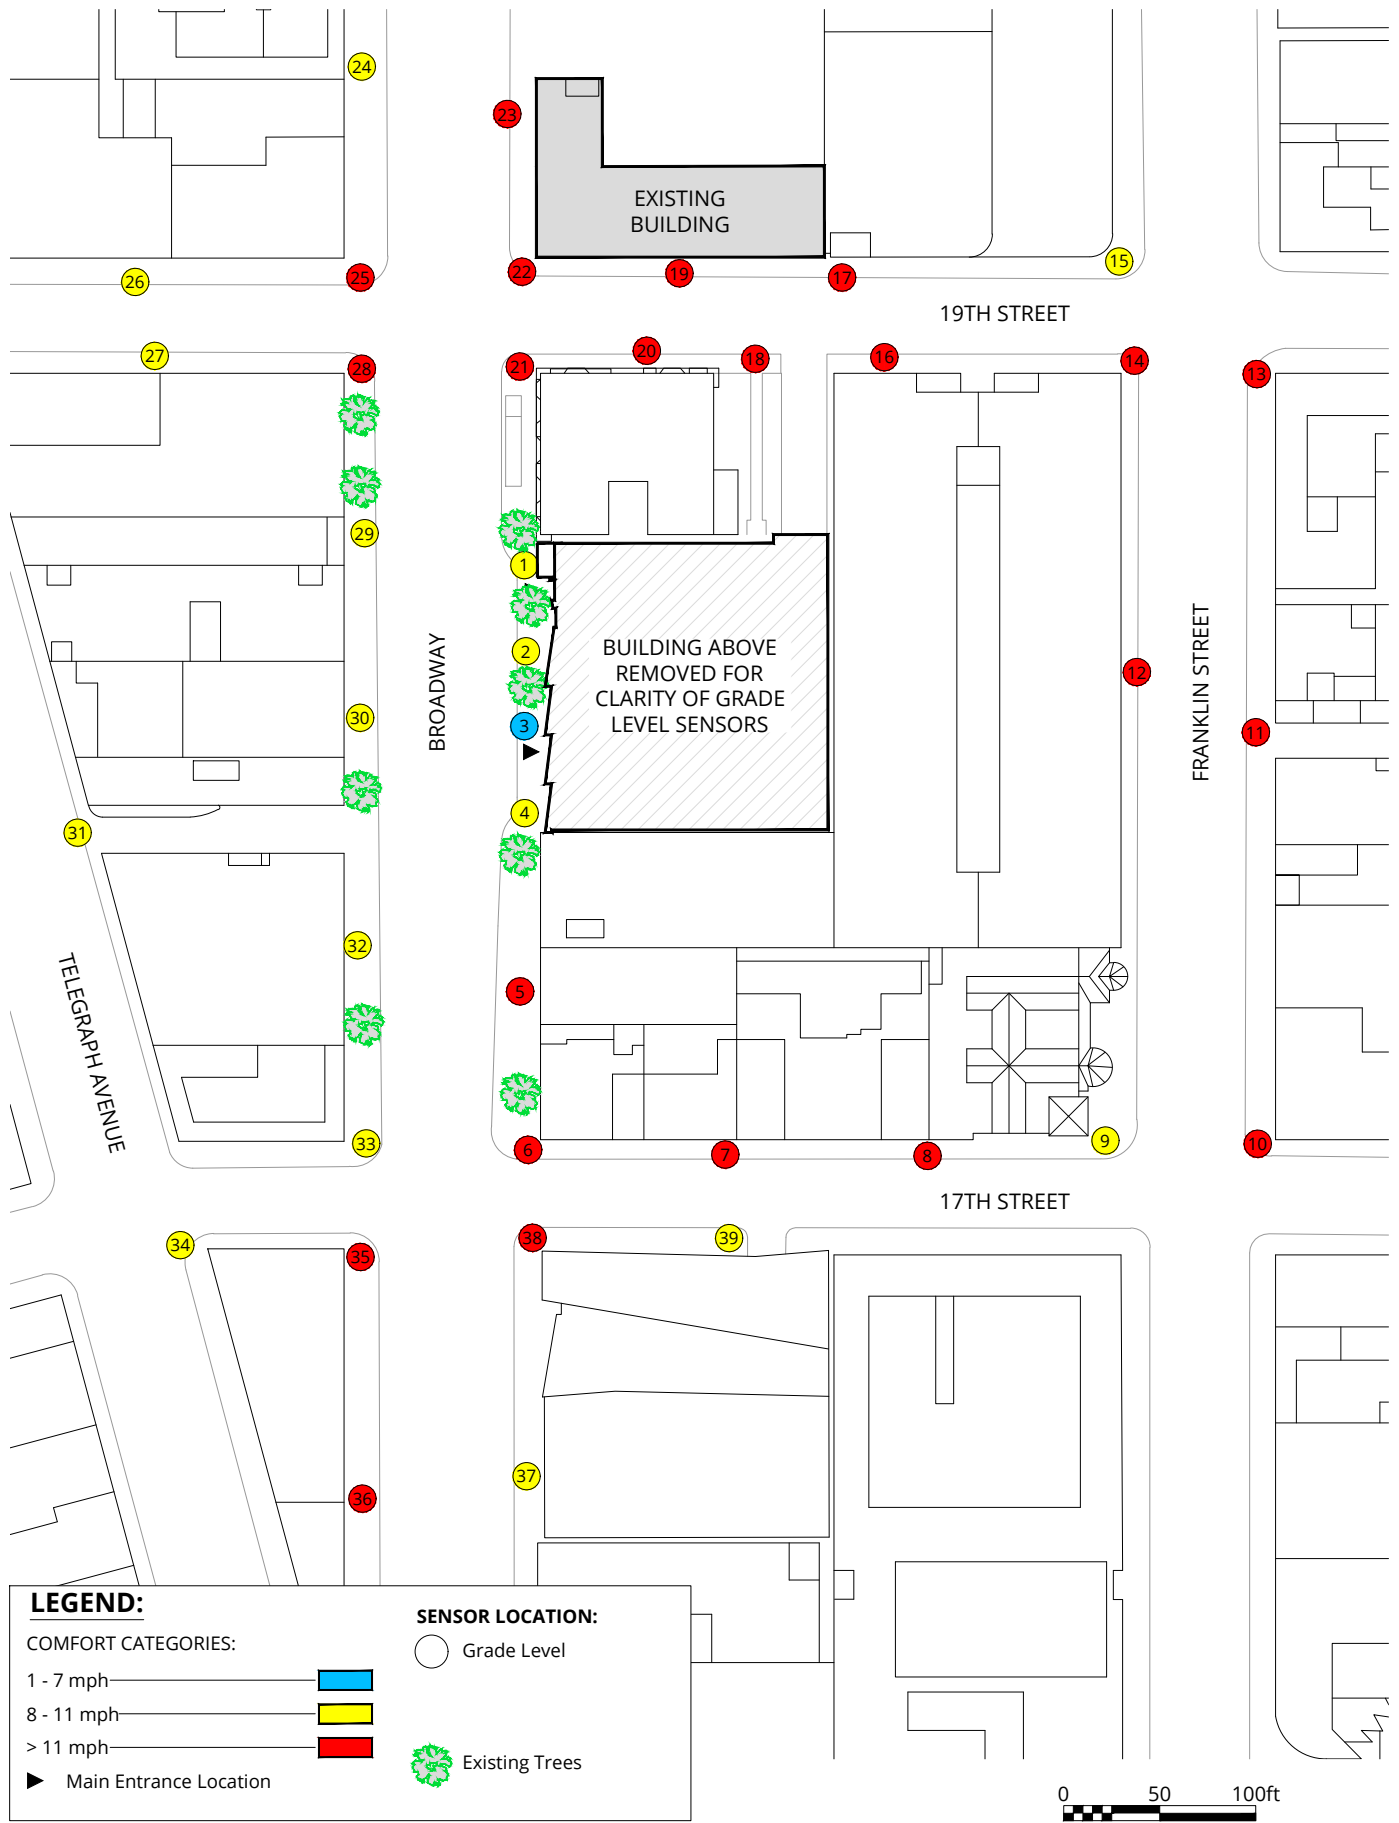 24
23
EXISTING
BUILDING
15
26
25
22
19
17
19TH STREET
27
28
21
20
18
16
14
13
29
1
2
BUILDING ABOVE
REMOVED FOR
CLARITY OF GRADE
LEVEL SENSORS
BROADWAY
FRANKLIN STREET
12
30
3
11
31
4
32
5
TELEGRAPH AVENUE
33
6
7
8
9
10
17TH STREET
34
35
38
39
37
36
LEGEND:
COMFORT CATEGORIES:
1 - 7 mph
8 - 11 mph
> 11 mph
Main Entrance Location
SENSOR LOCATION:
Grade Level
Existing Trees
0 50 100ft